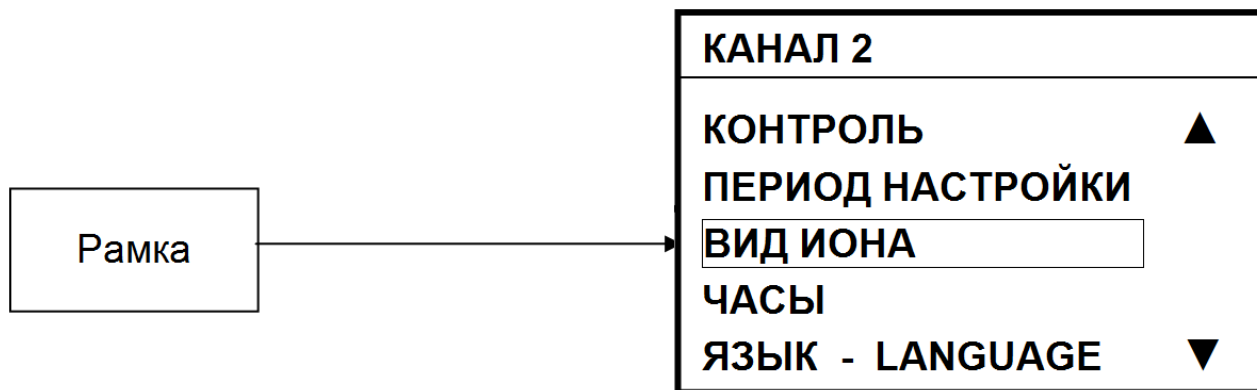 КАНАЛ 2
КОНТРОЛЬ ▲
ПЕРИОД НАСТРОЙКИ
Рамка
ВИД ИОНА
ЧАСЫ
ЯЗЫК - LANGUAGE ▼